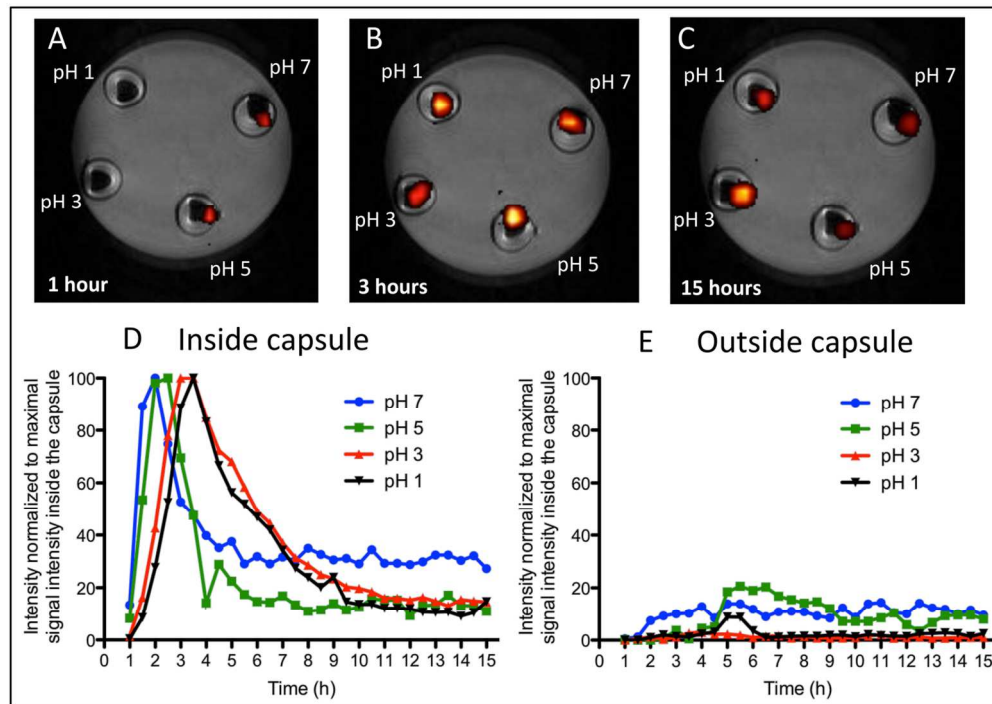 A
pH 1
pH 7
pH 3
pH 5
1 hour
B
pH 1
pH 7
pH 3
pH 5
3 hours
C
pH 1
pH 7
pH 3
pH 5
15 hours
D Inside capsule
Intensity normalized to maximal
signal intensity inside the capsule
100
80
60
40
20
0
pH 7
pH 5
pH 3
pH 1
0 1 2 3 4 5 6 7 8 9 10 11 12 13 14 15
Time (h)
E Outside capsule
Intensity normalized to maximal
signal intensity inside the capsule
100
80
60
40
20
0
pH 7
pH 5
pH 3
pH 1
0 1 2 3 4 5 6 7 8 9 10 11 12 13 14 15
Time (h)